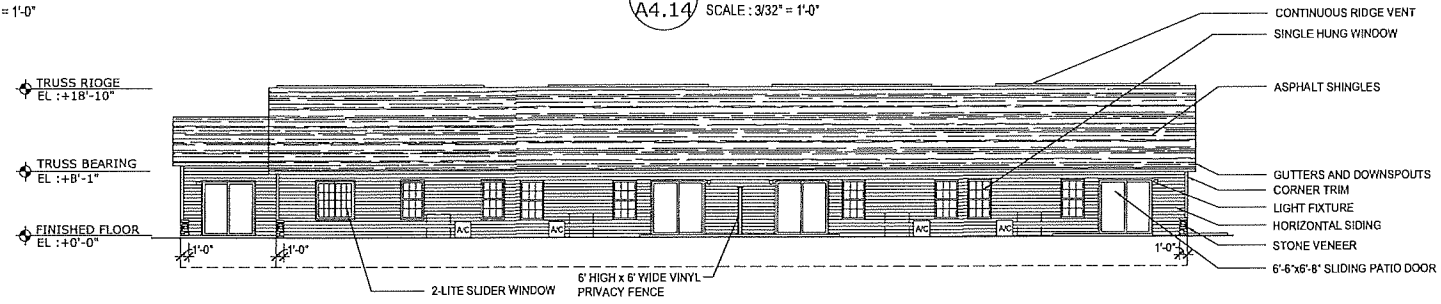 = 1'-0"
A4.14
SCALE : 3/32" = 1'-0"
CONTINUOUS RIDGE VENT
SINGLE HUNG WINDOW
TRUSS RIDGE
EL :+18'-10"
ASPHALT SHINGLES
TRUSS BEARING
EL :+8'-1"
GUTTERS AND DOWNSPOUTS
CORNER TRIM
LIGHT FIXTURE
HORIZONTAL SIDING
STONE VENEER
6'-6"x6'-8" SLIDING PATIO DOOR
FINISHED FLOOR
EL :+0'-0"
A/C
A/C
A/C
A/C
1'-0"
1'-0"
1'-0"
2-LITE SLIDER WINDOW
6' HIGH x 6' WIDE VINYL
PRIVACY FENCE